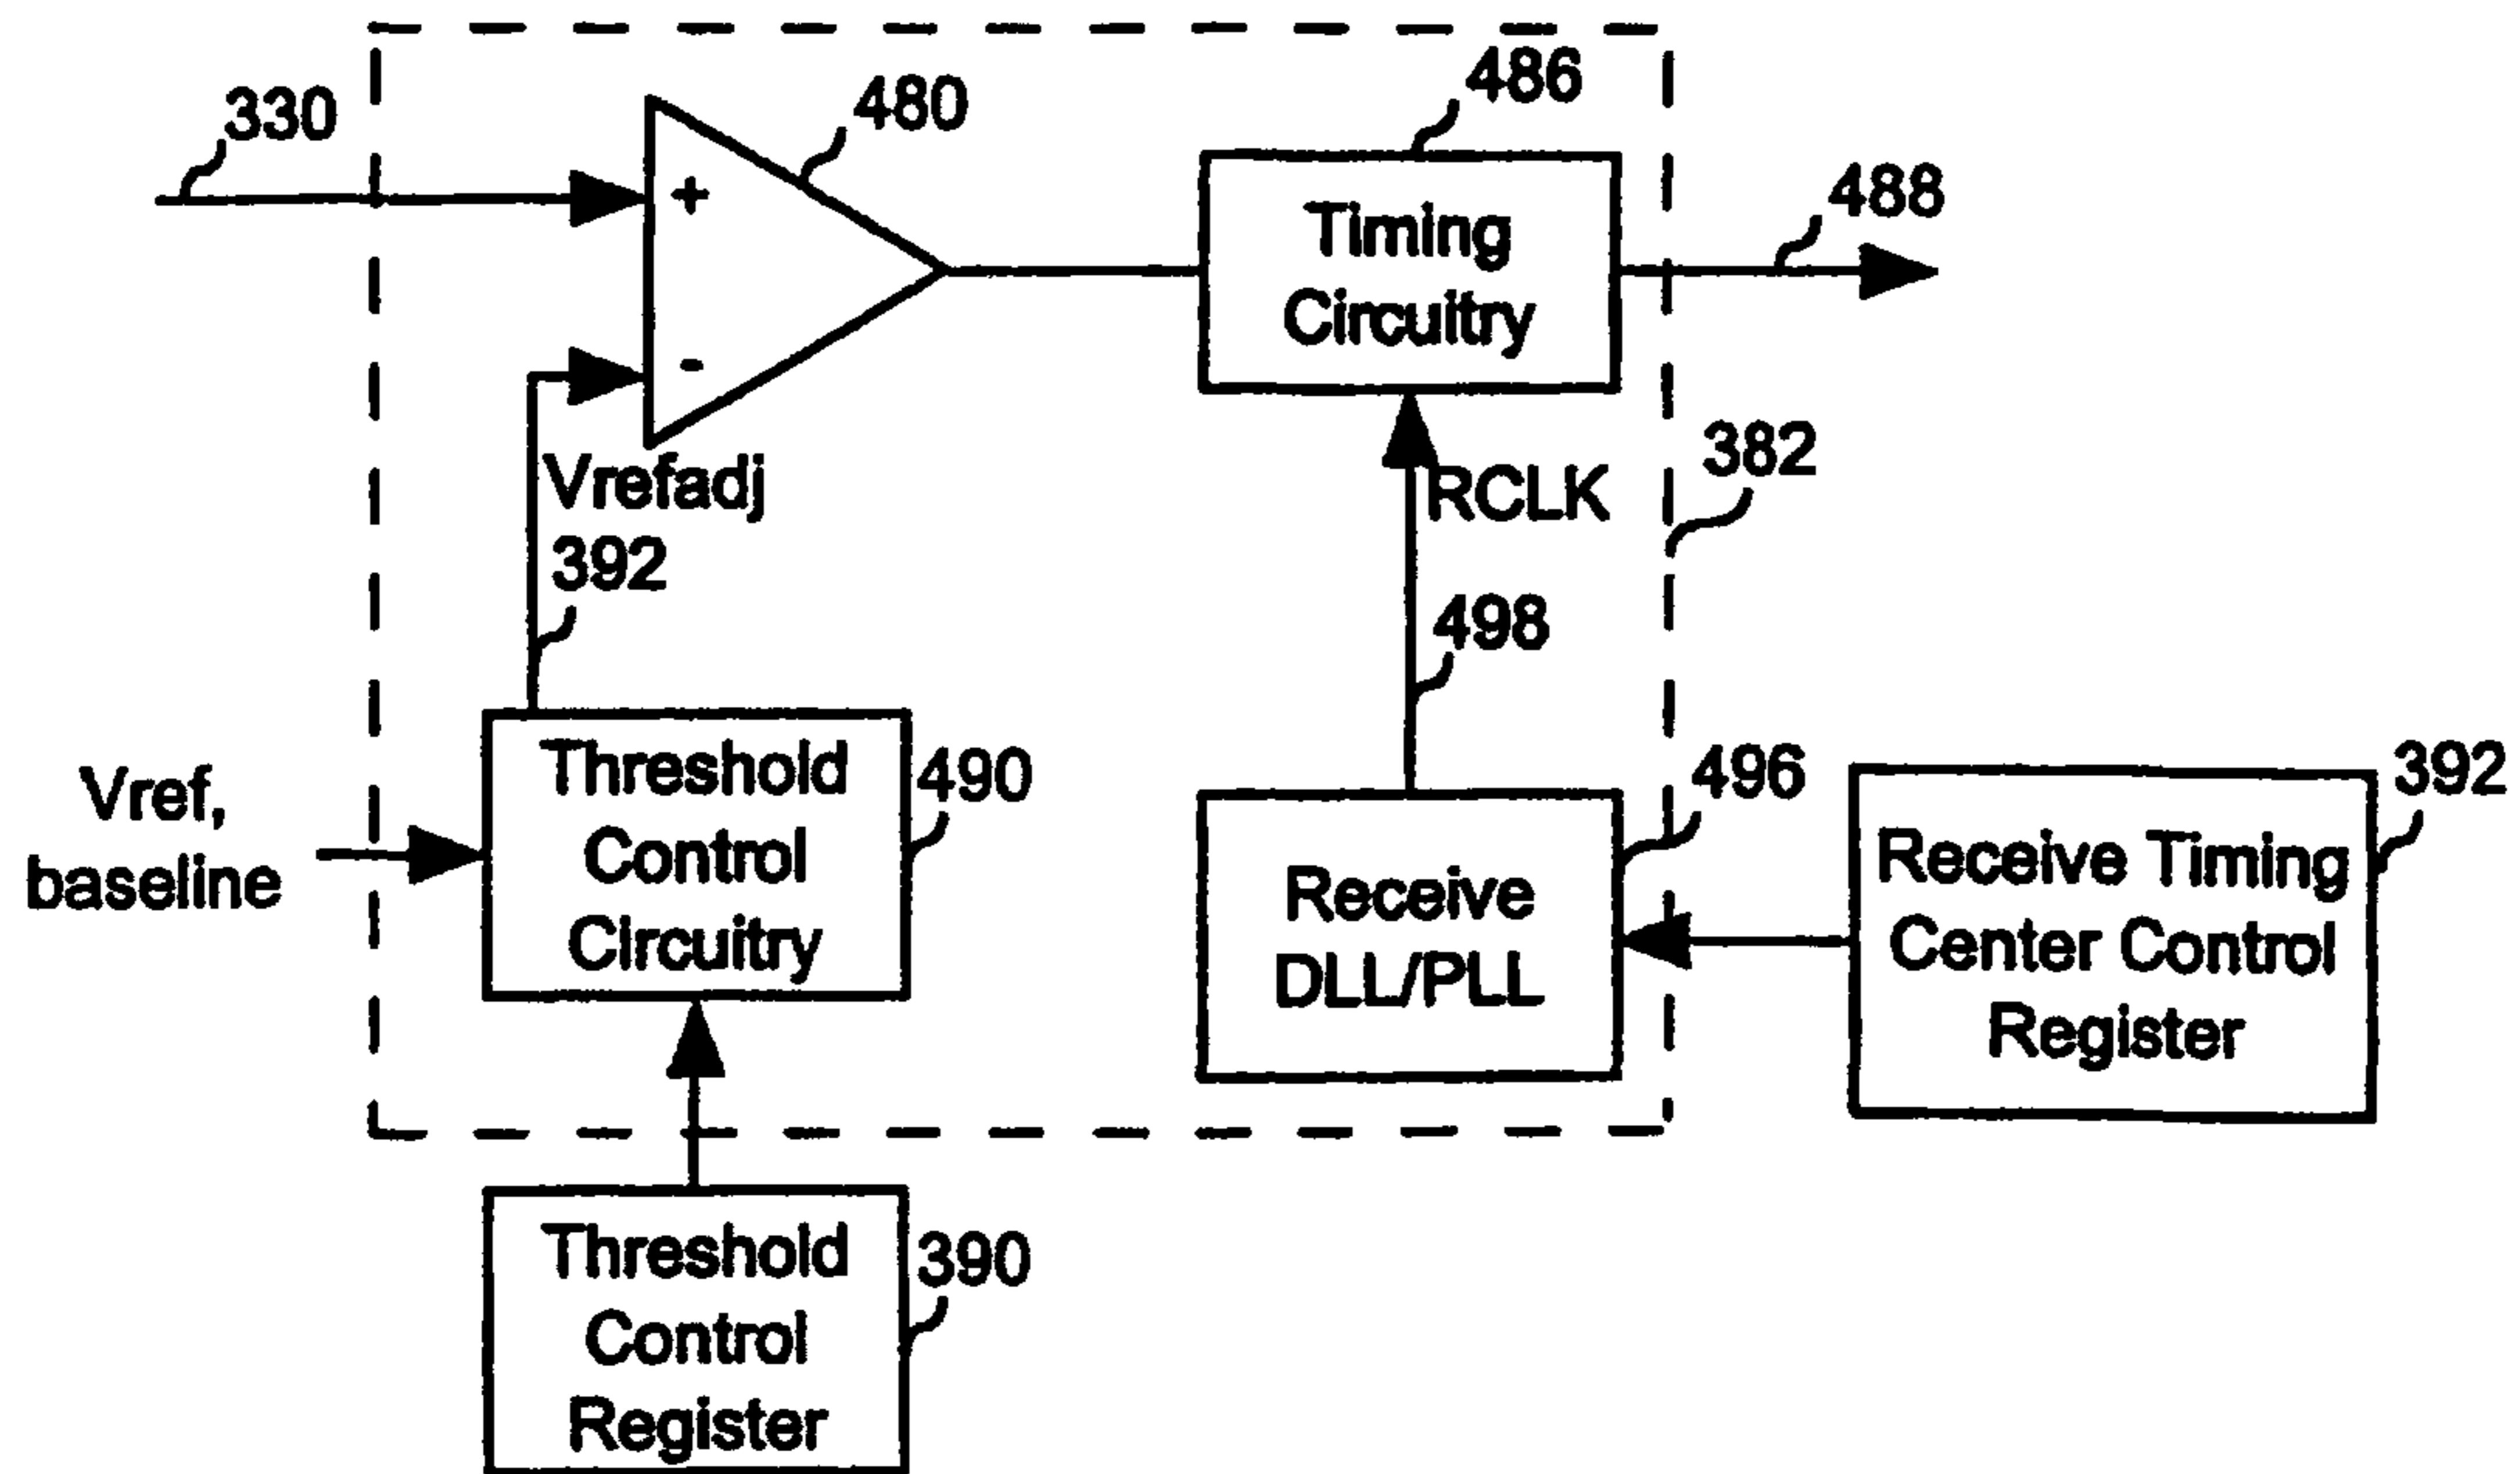 330
480
486
+
-
Timing
Circuitry
488
Vrefadj
392
RCLK
498
382
Vref,
baseline
Threshold
Control
Circuitry
490
Receive
DLL/PLL
496
Receive Timing
Center Control
Register
392
Threshold
Control
Register
390